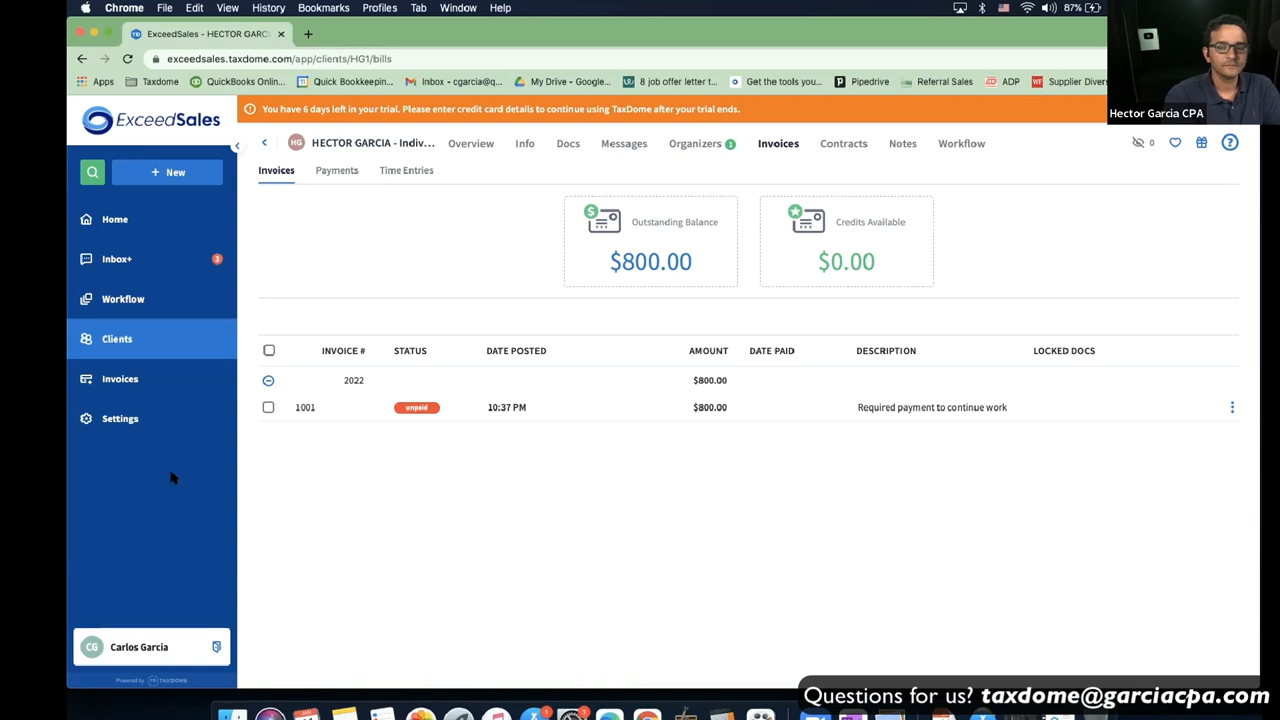 Chrome File Edit View History Bookmarks Profiles Tab Window Help 87%
ExceedSales - HECTOR GARCI
exceedsales.taxdome.com/app/clients/HG1/bills
Apps Taxdome QuickBooks Onlin... Quick Bookkeepin... Inbox - cgarcia@q... My Drive - Google... 8 job offer letter t... Get the tools you... Pipedrive Referral Sales ADP Supplier Divers
Hector Garcia CPA
ExceedSales
You have 6 days left in your trial. Please enter credit card details to continue using TaxDome after your trial ends.
HG HECTOR GARCIA - Indiv... Overview Info Docs Messages Organizers 1 Invoices Contracts Notes Workflow 0
Invoices Payments Time Entries
+ New
Home
Inbox+ 3
Workflow
Clients
Invoices
Settings
Outstanding Balance
$800.00
Credits Available
$0.00
INVOICE # STATUS DATE POSTED AMOUNT DATE PAID DESCRIPTION LOCKED DOCS
2022 $800.00
1001 unpaid 10:37 PM $800.00 Required payment to continue work
CG Carlos Garcia
Powered by TD TAXDOME
Questions for us? taxdome@garciacpa.com